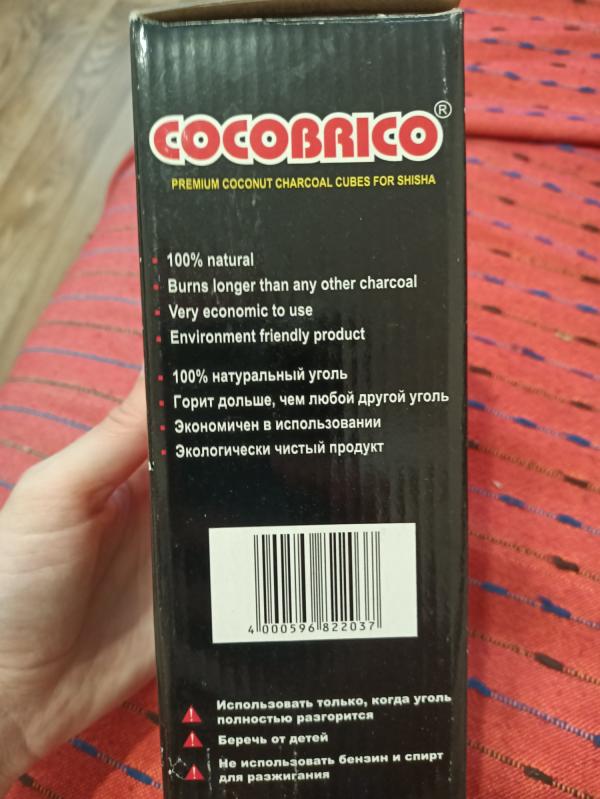 COCOBRICO®
PREMIUM COCONUT CHARCOAL CUBES FOR SHISHA
100% natural
Burns longer than any other charcoal
Very economic to use
Environment friendly product
100% натуральный уголь
Горит дольше, чем любой другой уголь
Экономичен в использовании
Экологически чистый продукт
4 000596 822037
Использовать только, когда уголь
полностью разгорится
Беречь от детей
Не использовать бензин и спирт
для разжигания